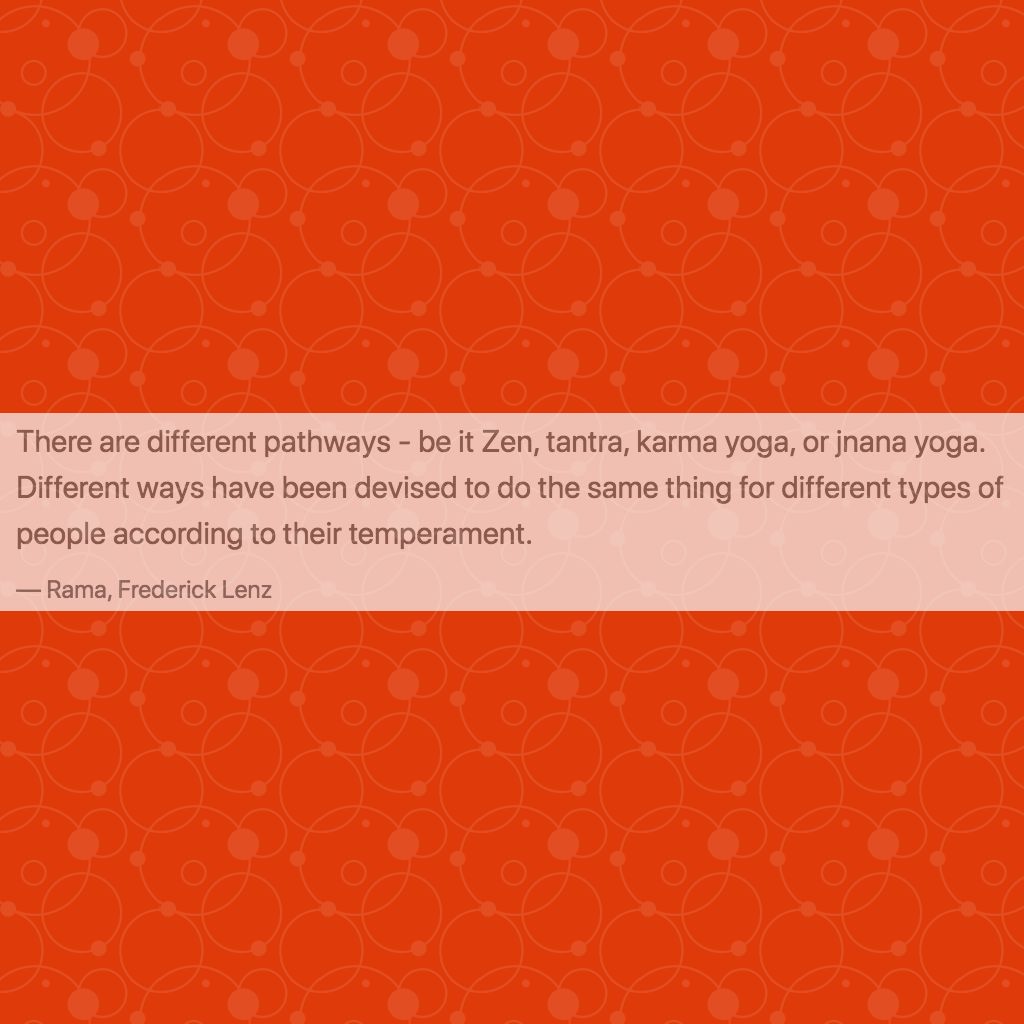 There are different pathways - be it Zen, tantra, karma yoga, or jnana yoga.
Different ways have been devised to do the same thing for different types of
people according to their temperament.
— Rama, Frederick Lenz